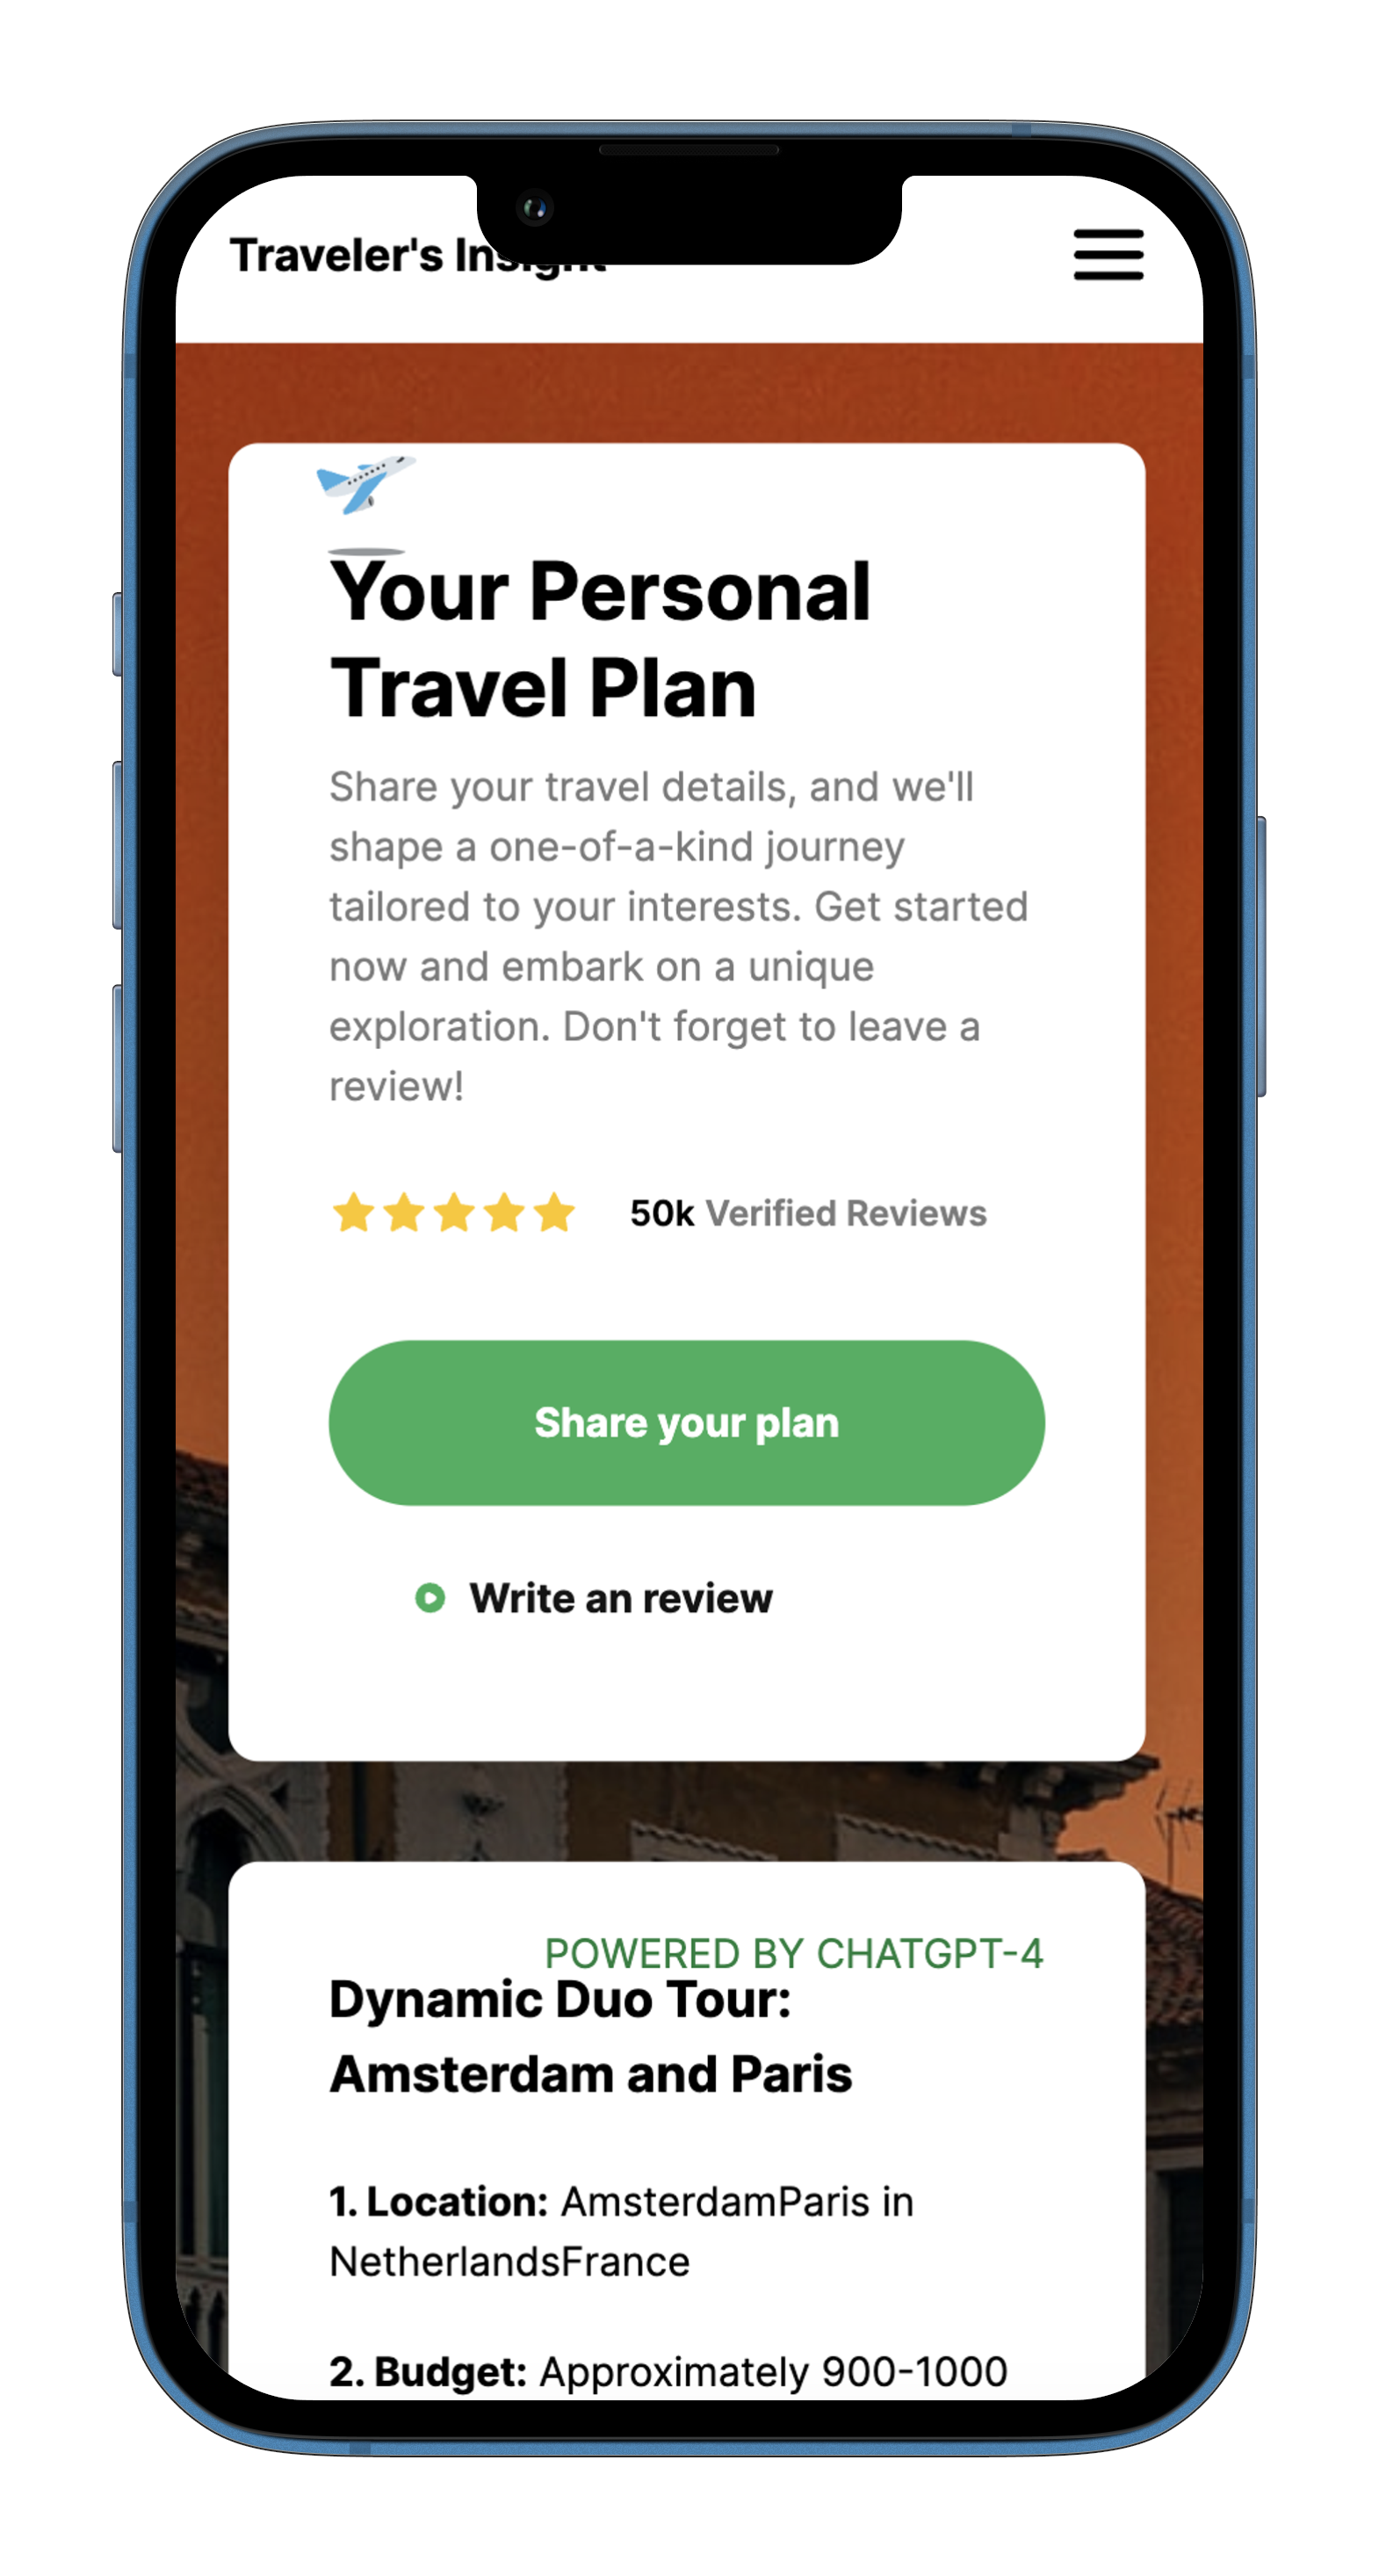 Traveler's Insight
Your Personal
Travel Plan
Share your travel details, and we'll
shape a one-of-a-kind journey
tailored to your interests. Get started
now and embark on a unique
exploration. Don't forget to leave a
review!
50k Verified Reviews
Share your plan
Write an review
POWERED BY CHATGPT-4
Dynamic Duo Tour:
Amsterdam and Paris
1. Location: AmsterdamParis in
NetherlandsFrance
2. Budget: Approximately 900-1000